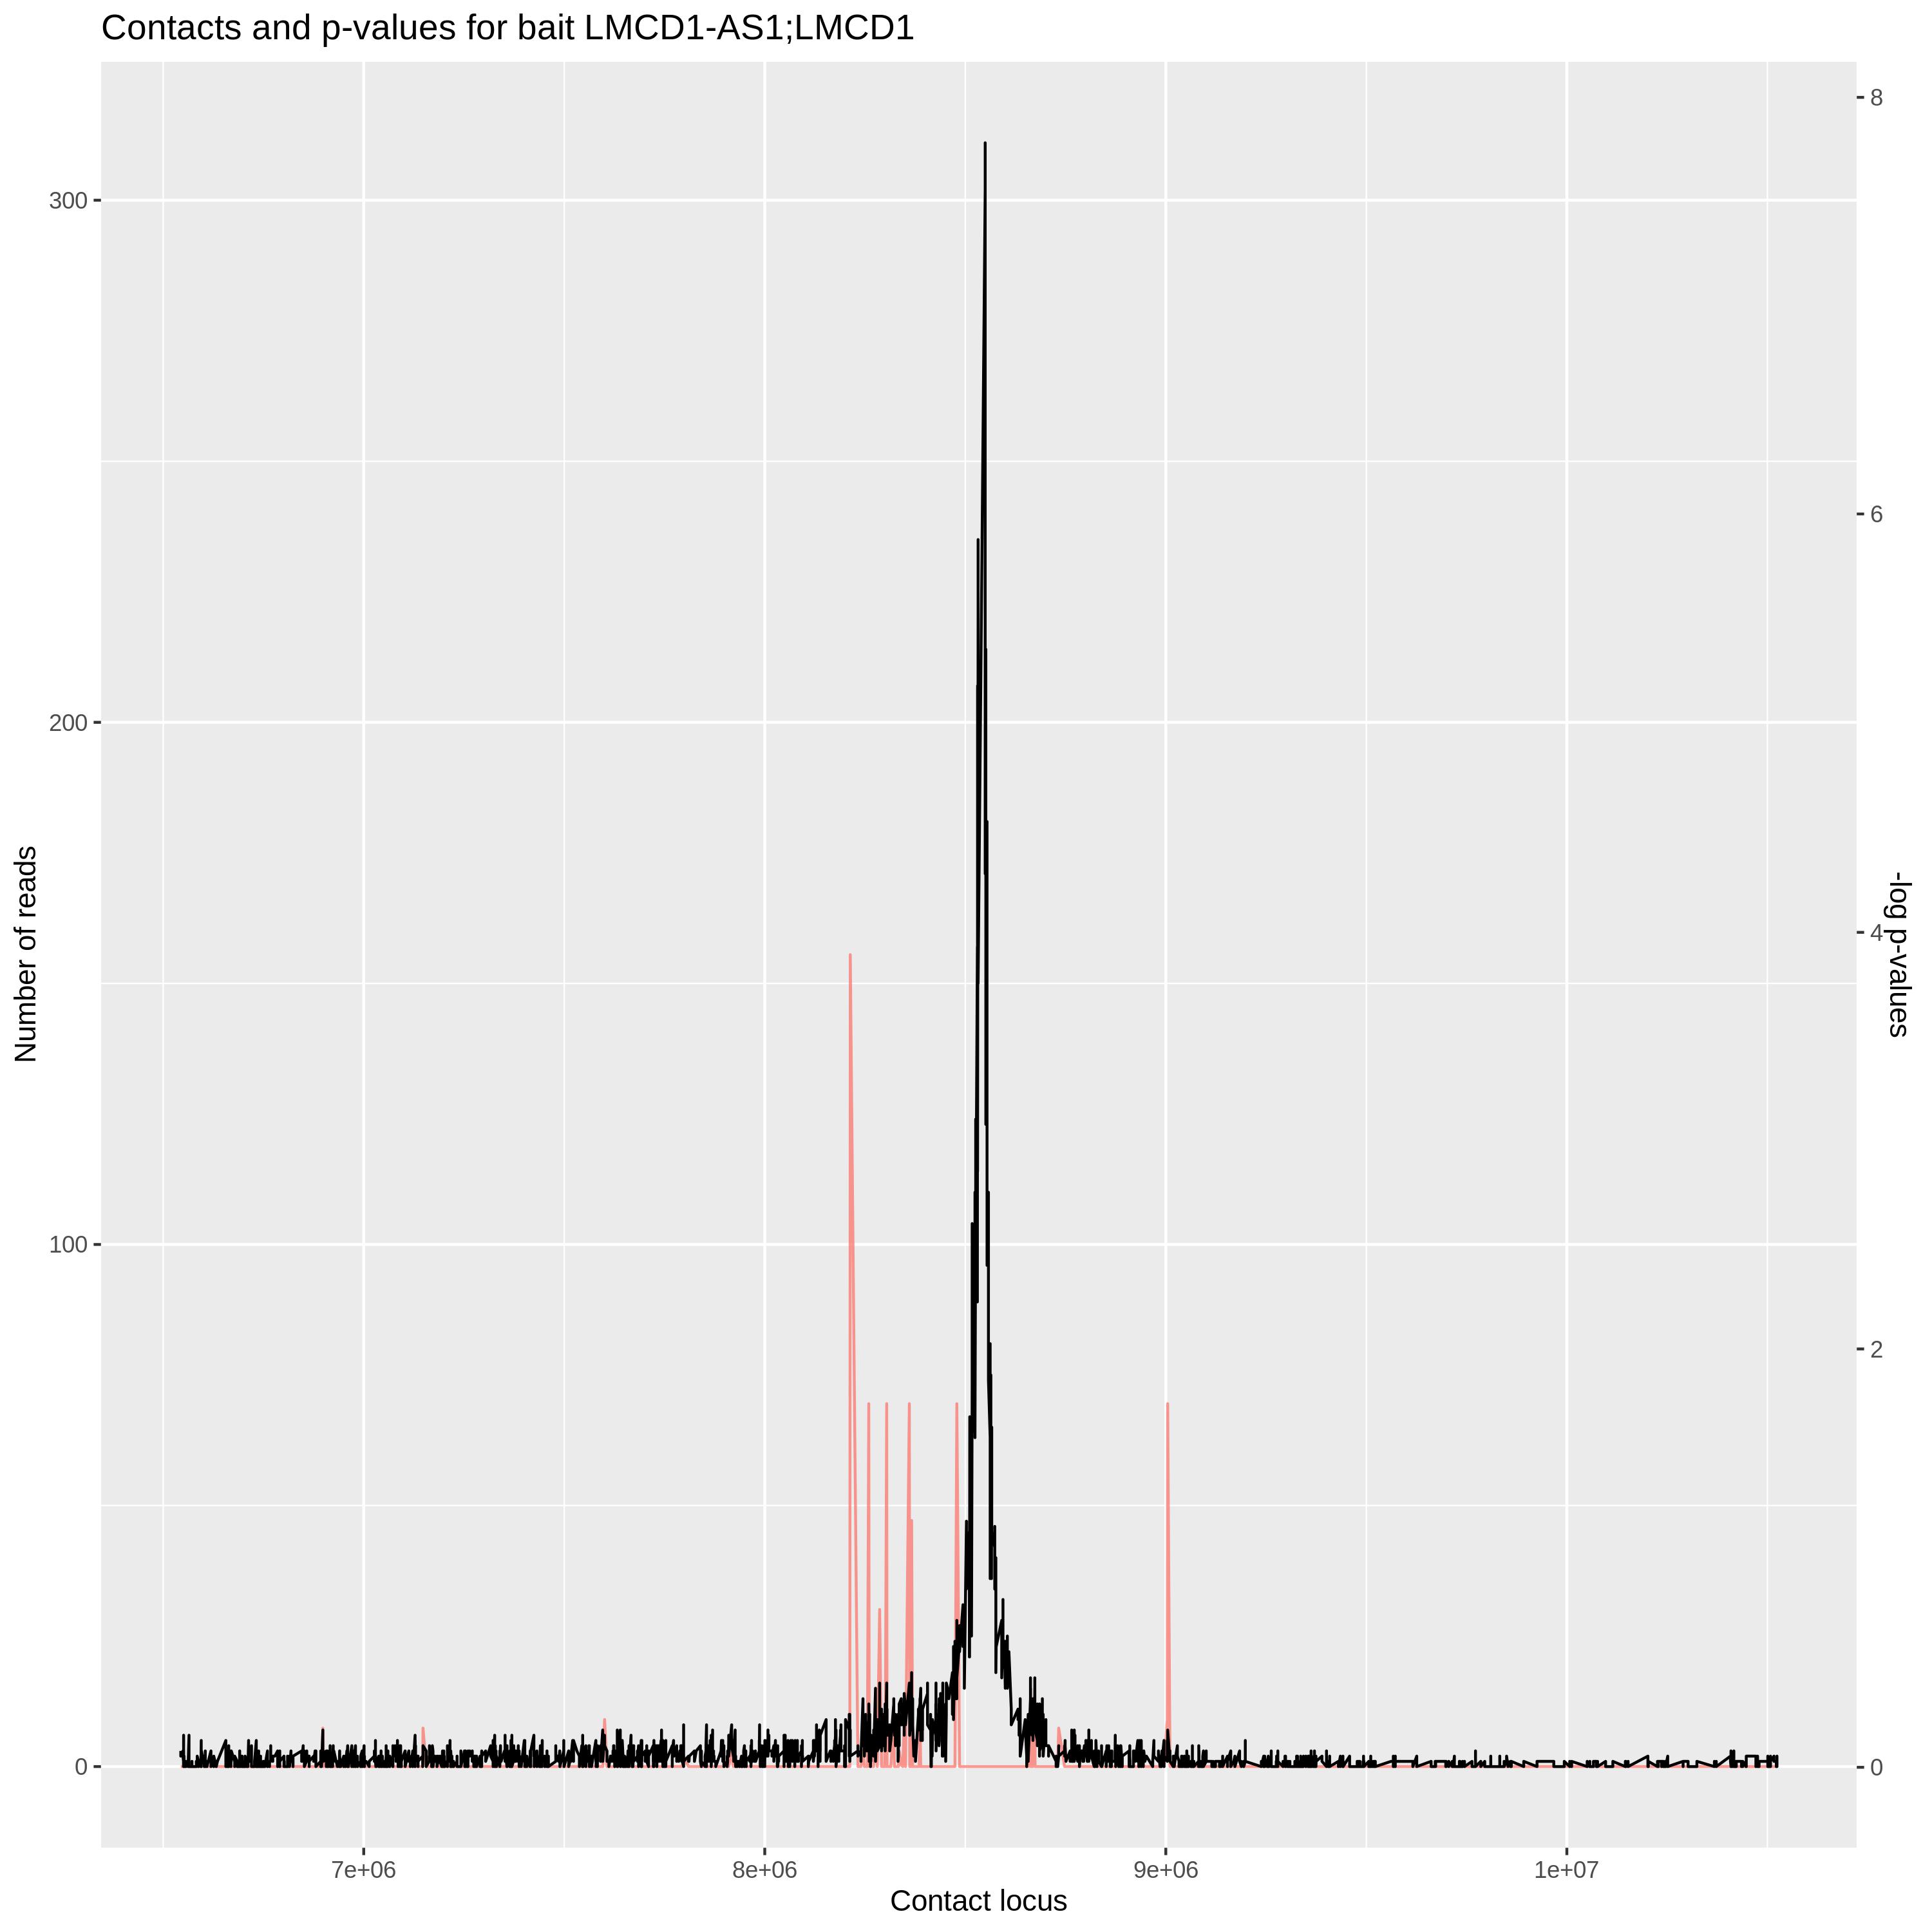 Contacts and p-values for bait LMCD1-AS1;LMCD1
8
300
6
200
4
100
2
0
0
Number of reads
-log p-values
7e+06
8e+06
9e+06
1e+07
Contact locus